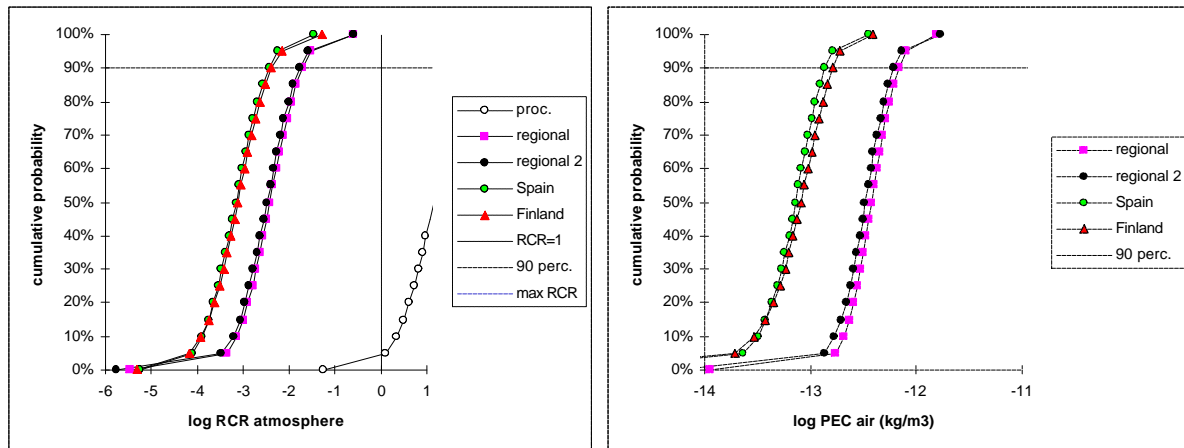 100%
90%
80%
70%
60%
50%
40%
30%
20%
10%
0%
cumulative probability
-6 -5 -4 -3 -2 -1 0 1
log RCR atmosphere
proc.
regional
regional 2
Spain
Finland
RCR=1
90 perc.
max RCR
100%
90%
80%
70%
60%
50%
40%
30%
20%
10%
0%
cumulative probability
-14 -13 -12 -11
log PEC air (kg/m3)
regional
regional 2
Spain
Finland
90 perc.